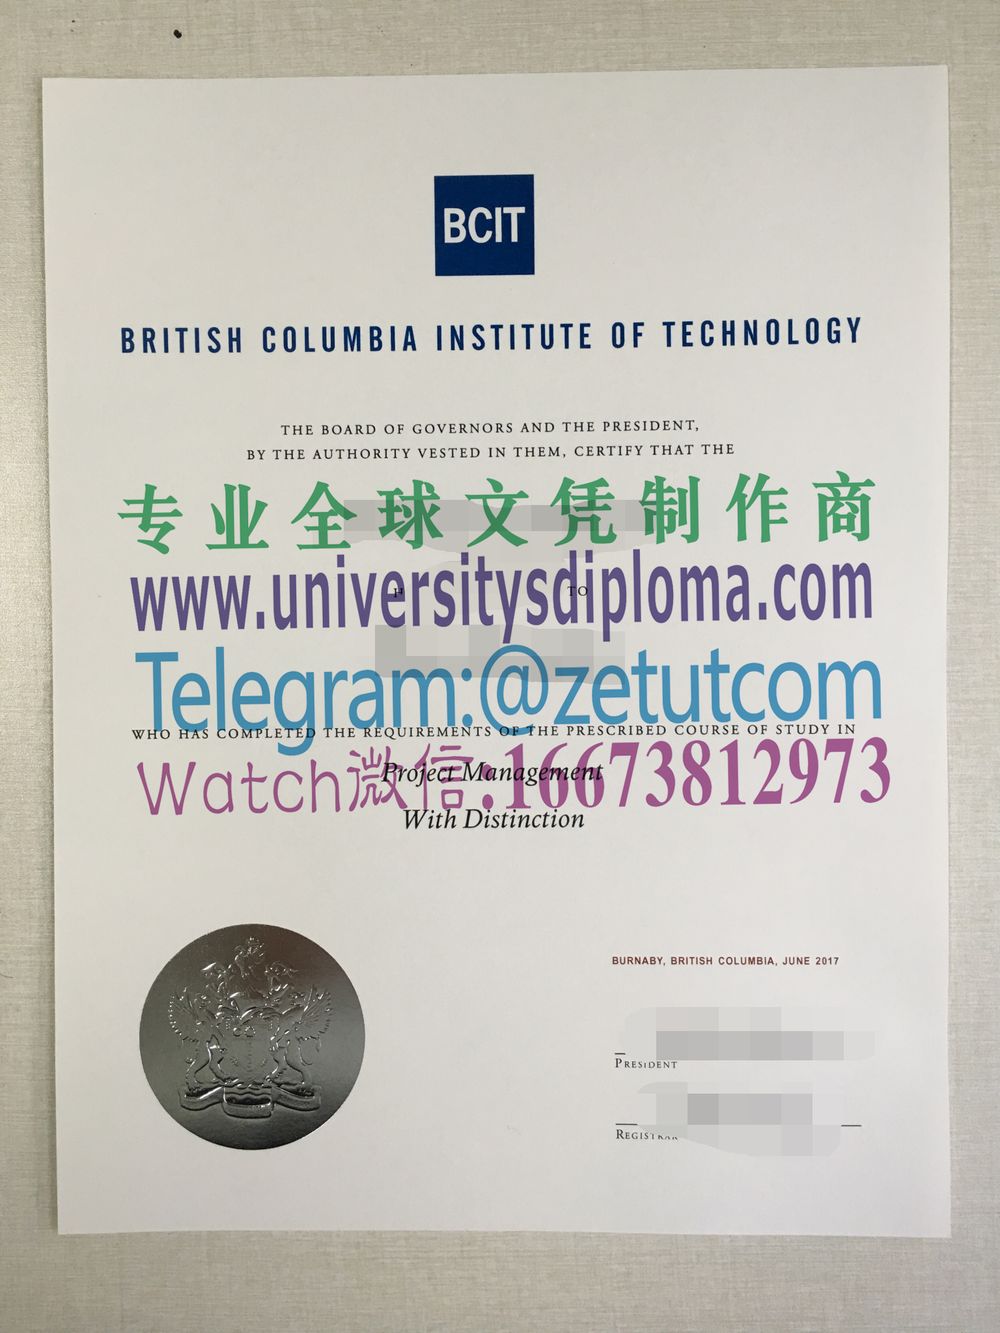 BCIT
BRITISH COLUMBIA INSTITUTE OF TECHNOLOGY
THE BOARD OF GOVERNORS AND THE PRESIDENT,
BY THE AUTHORITY VESTED IN THEM, CERTIFY THAT THE
专业全球文凭制作商
www.universitysdiploma.com
H TO
Telegram:@zetutcom
WHO HAS COMPLETED THE REQUIREMENTS OF THE PRESCRIBED COURSE OF STUDY IN
Watch微信:16673812973
Project Management
With Distinction
BURNABY, BRITISH COLUMBIA, JUNE 2017
PRESIDENT
REGISTRAR